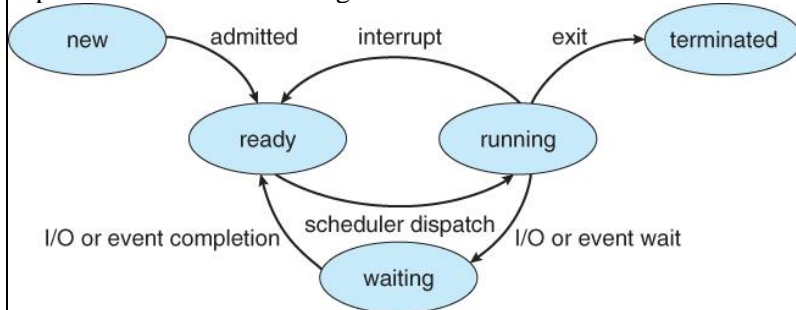 new
admitted
interrupt
exit
terminated
ready
running
scheduler dispatch
I/O or event completion
I/O or event wait
waiting